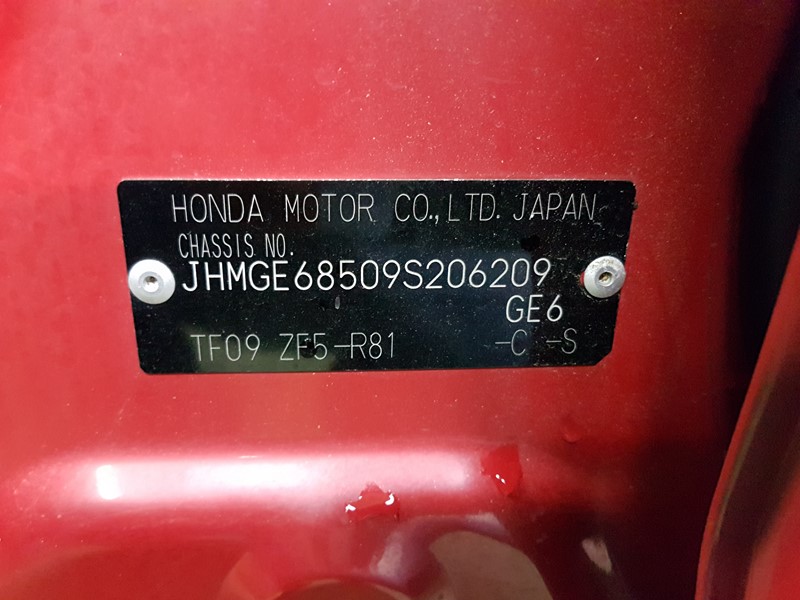 HONDA MOTOR CO.,LTD. JAPAN
CHASSIS NO.
JHMGE68509S206209
GE6
TF09 ZF5-R81 -C -S